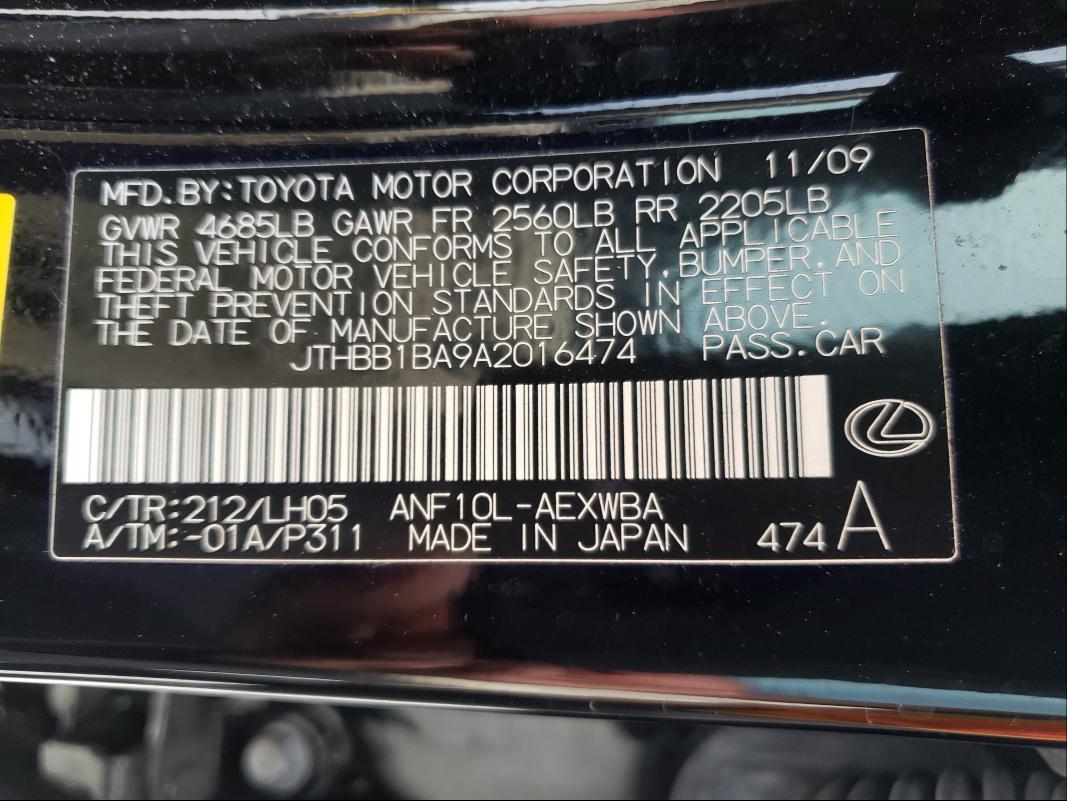 MFD.BY:TOYOTA MOTOR CORPORATION 11/09
GVWR 4685LB GAWR FR 2560LB RR 2205LB
THIS VEHICLE CONFORMS TO ALL APPLICABLE
FEDERAL MOTOR VEHICLE SAFETY,BUMPER,AND
THEFT PREVENTION STANDARDS IN EFFECT ON
THE DATE OF MANUFACTURE SHOWN ABOVE.
JTHBB1BA9A2016474 PASS.CAR
C/TR:212/LH05 ANF10L-AEXWBA
A/TM:-01A/P311 MADE IN JAPAN 474A